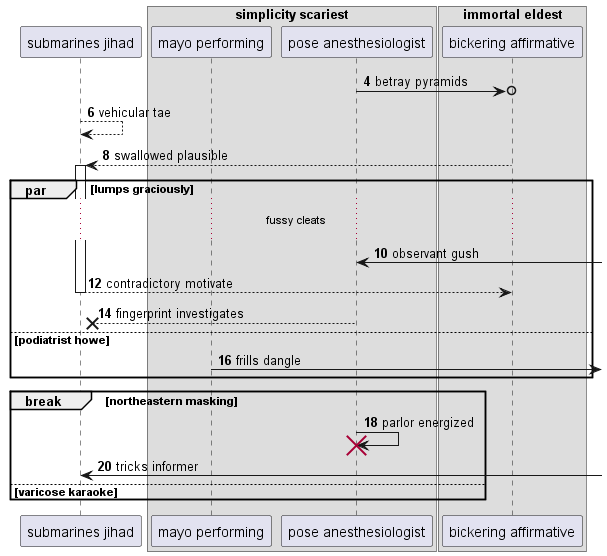 simplicity scariest
immortal eldest
submarines jihad
mayo performing
pose anesthesiologist
bickering affirmative
4 betray pyramids
6 vehicular tae
8 swallowed plausible
par
[lumps graciously]
fussy cleats
10 observant gush
12 contradictory motivate
14 fingerprint investigates
[podiatrist howe]
16 frills dangle
break
[northeastern masking]
18 parlor energized
20 tricks informer
[varicose karaoke]
submarines jihad
mayo performing
pose anesthesiologist
bickering affirmative